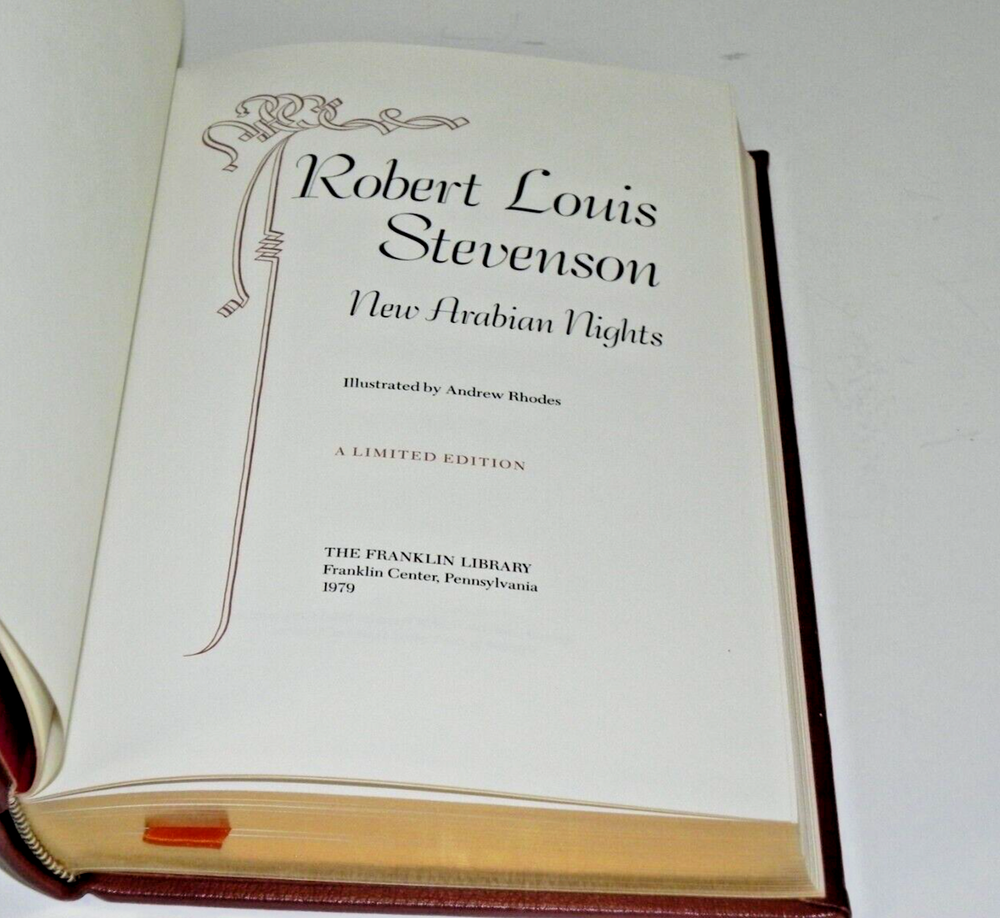 Robert Louis
Stevenson
New Arabian Nights
Illustrated by Andrew Rhodes
A LIMITED EDITION
THE FRANKLIN LIBRARY
Franklin Center, Pennsylvania
1979